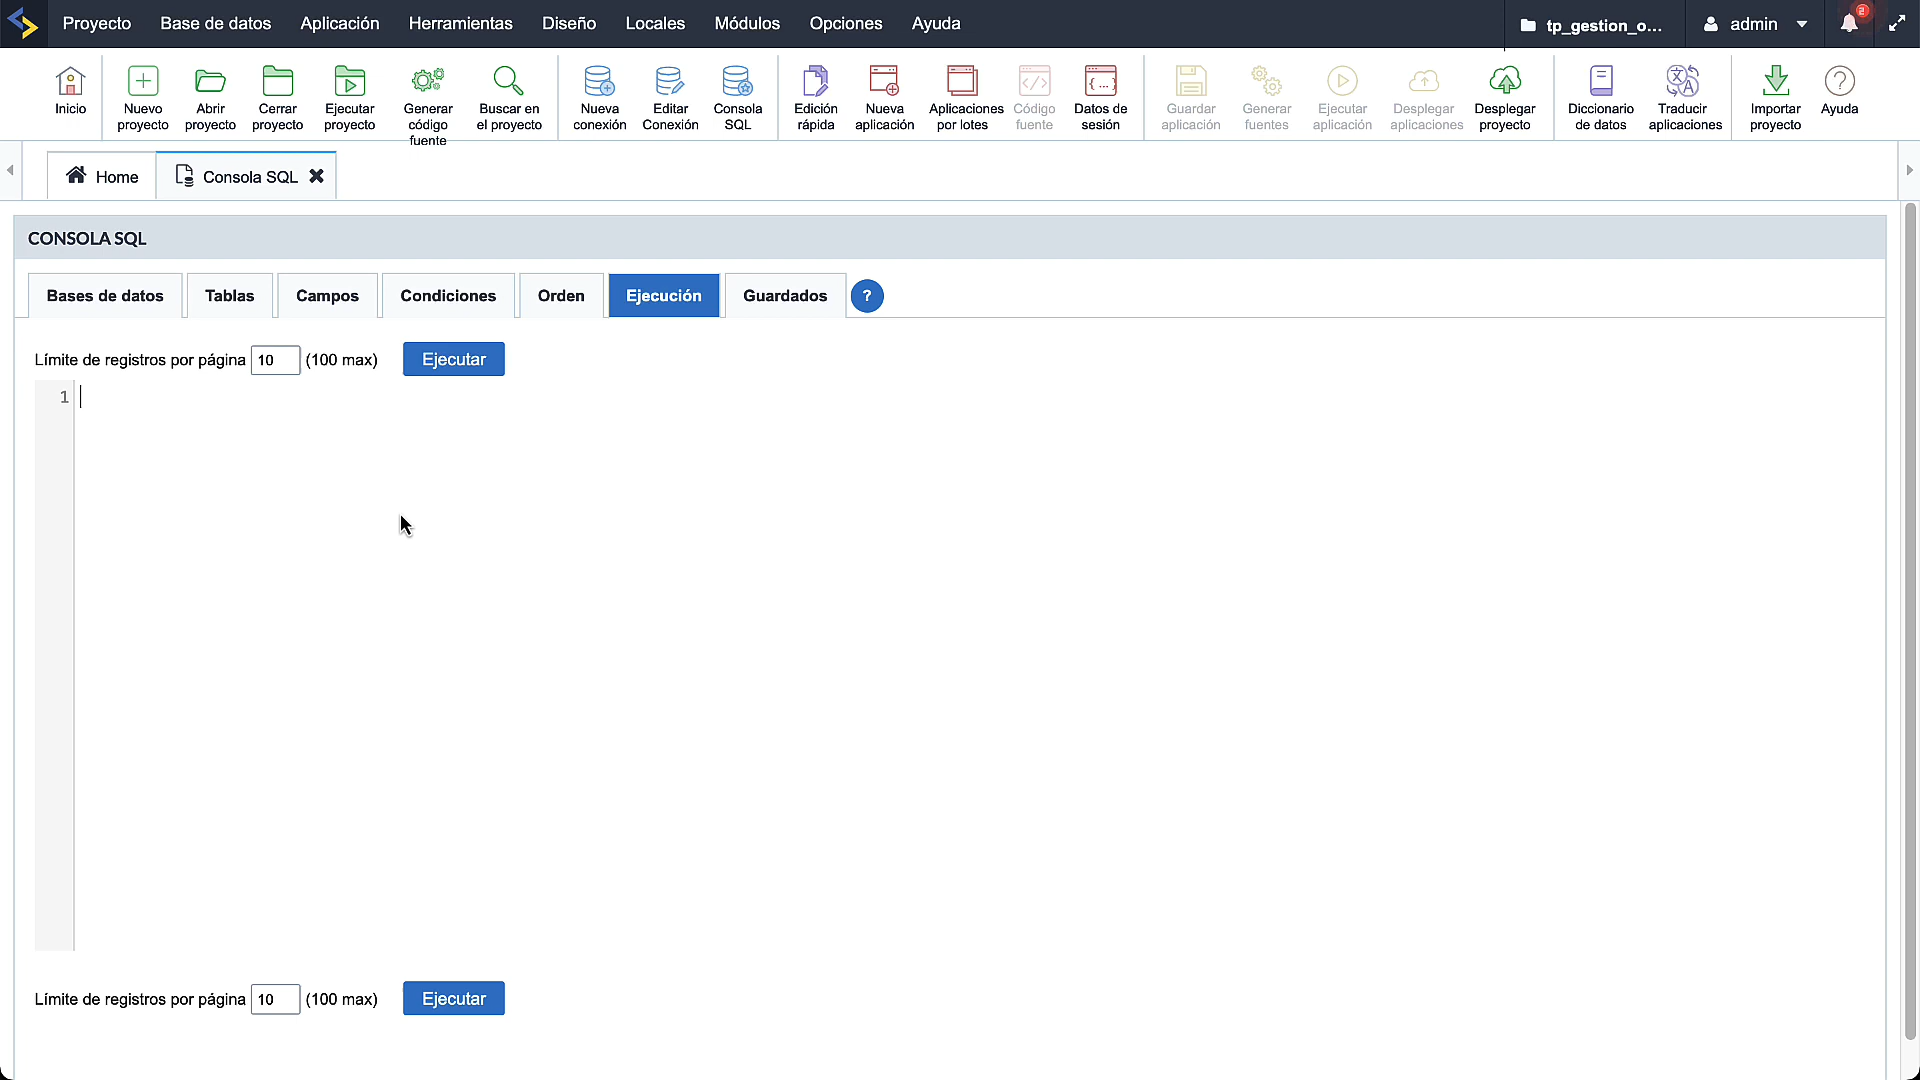 Proyecto Base de datos Aplicación Herramientas Diseño Locales Módulos Opciones Ayuda tp_gestion_o... admin 2
Inicio
Nuevo proyecto
Abrir proyecto
Cerrar proyecto
Ejecutar proyecto
Generar código fuente
Buscar en el proyecto
Nueva conexión
Editar Conexión
Consola SQL
Edición rápida
Nueva aplicación
Aplicaciones por lotes
Código fuente
Datos de sesión
Guardar aplicación
Generar fuentes
Ejecutar aplicación
Desplegar aplicaciones
Desplegar proyecto
Diccionario de datos
Traducir aplicaciones
Importar proyecto
Ayuda
Home Consola SQL
CONSOLA SQL
Bases de datos Tablas Campos Condiciones Orden Ejecución Guardados ?
Límite de registros por página 10 (100 max) Ejecutar
1
Límite de registros por página 10 (100 max) Ejecutar